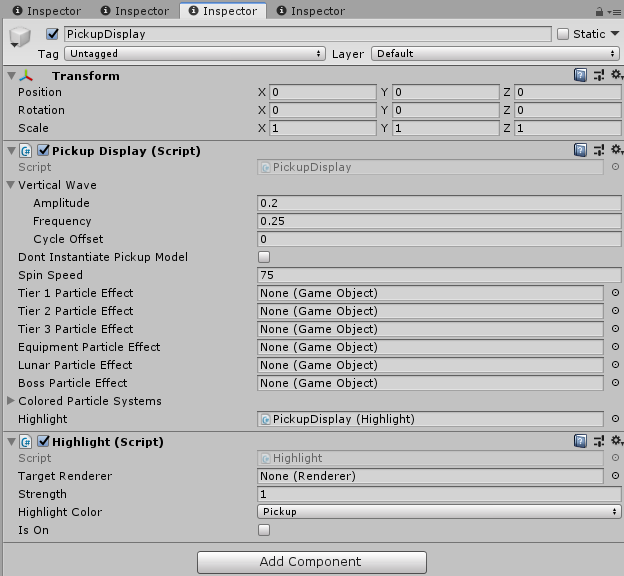 Inspector Inspector Inspector Inspector
PickupDisplay Static
Tag Untagged Layer Default
Transform
Position X 0 Y 0 Z 0
Rotation X 0 Y 0 Z 0
Scale X 1 Y 1 Z 1
Pickup Display (Script)
Script PickupDisplay
Vertical Wave
Amplitude 0.2
Frequency 0.25
Cycle Offset 0
Dont Instantiate Pickup Model
Spin Speed 75
Tier 1 Particle Effect None (Game Object)
Tier 2 Particle Effect None (Game Object)
Tier 3 Particle Effect None (Game Object)
Equipment Particle Effect None (Game Object)
Lunar Particle Effect None (Game Object)
Boss Particle Effect None (Game Object)
Colored Particle Systems
Highlight PickupDisplay (Highlight)
Highlight (Script)
Script Highlight
Target Renderer None (Renderer)
Strength 1
Highlight Color Pickup
Is On
Add Component